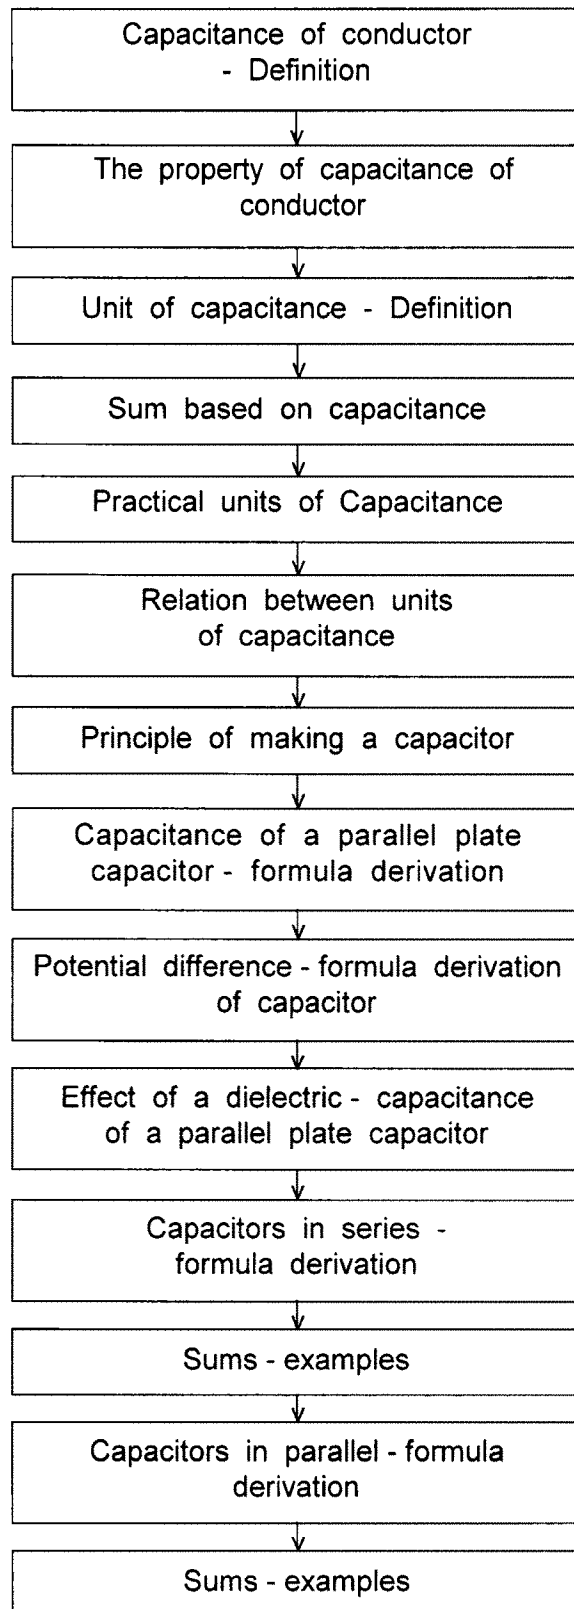 Capacitance of conductor
- Definition
The property of capacitance of
conductor
Unit of capacitance - Definition
Sum based on capacitance
Practical units of Capacitance
Relation between units
of capacitance
Principle of making a capacitor
Capacitance of a parallel plate
capacitor - formula derivation
Potential difference - formula derivation
of capacitor
Effect of a dielectric - capacitance
of a parallel plate capacitor
Capacitors in series -
formula derivation
Sums - examples
Capacitors in parallel - formula
derivation
Sums - examples